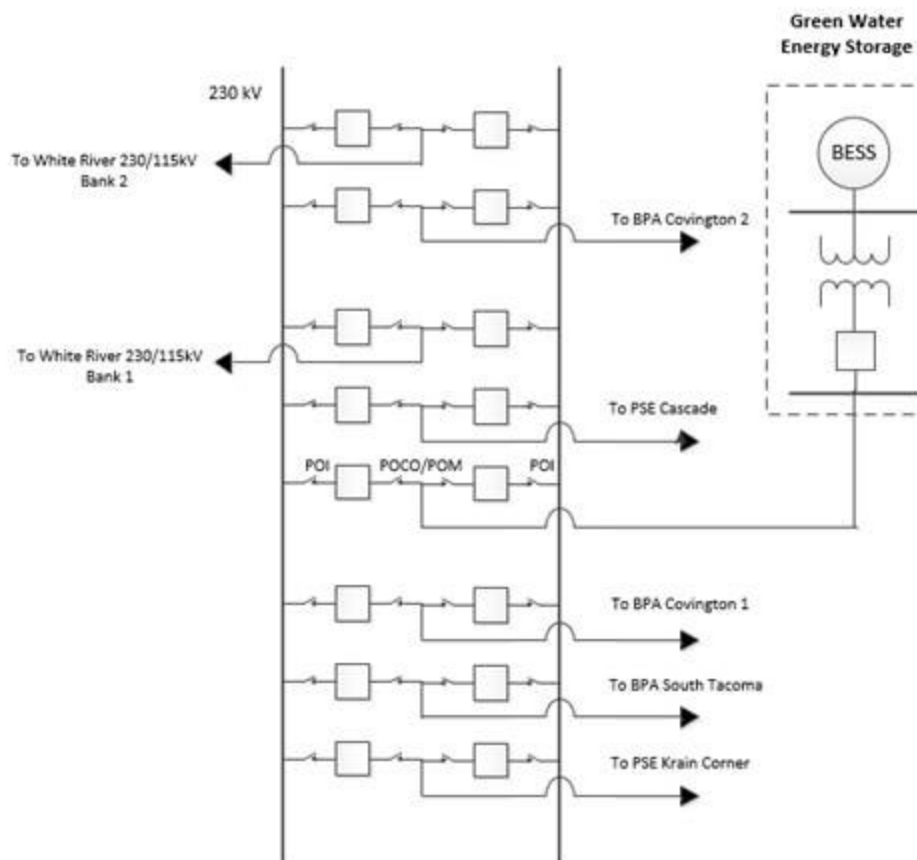 Green Water
Energy Storage
230 kV
To White River 230/115kV
Bank 2
BESS
To BPA Covington 2
To White River 230/115kV
Bank 1
To PSE Cascade
POI
POCO/POM
POI
To BPA Covington 1
To BPA South Tacoma
To PSE Krain Corner